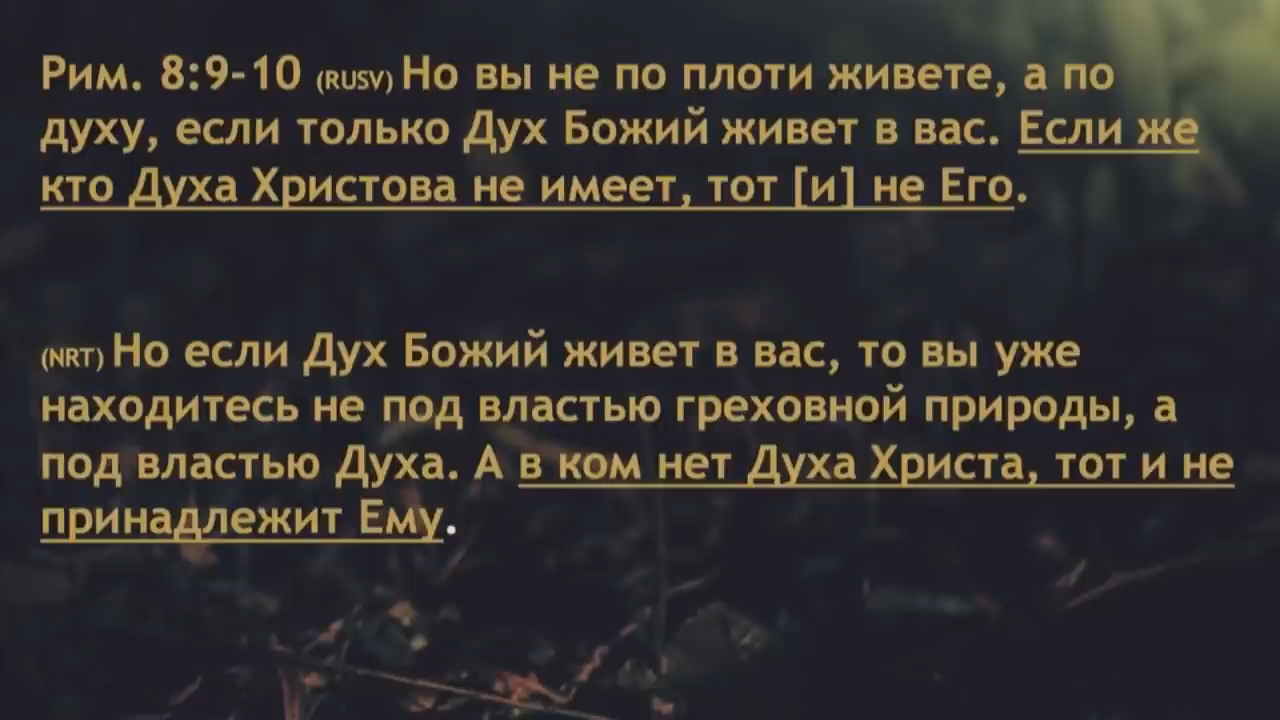 Рим. 8:9-10 (RUSV) Но вы не по плоти живете, а по
духу, если только Дух Божий живет в вас. Если же
кто Духа Христова не имеет, тот [и] не Его.
(NRT) Но если Дух Божий живет в вас, то вы уже
находитесь не под властью греховной природы, а
под властью Духа. А в ком нет Духа Христа, тот и не
принадлежит Ему.